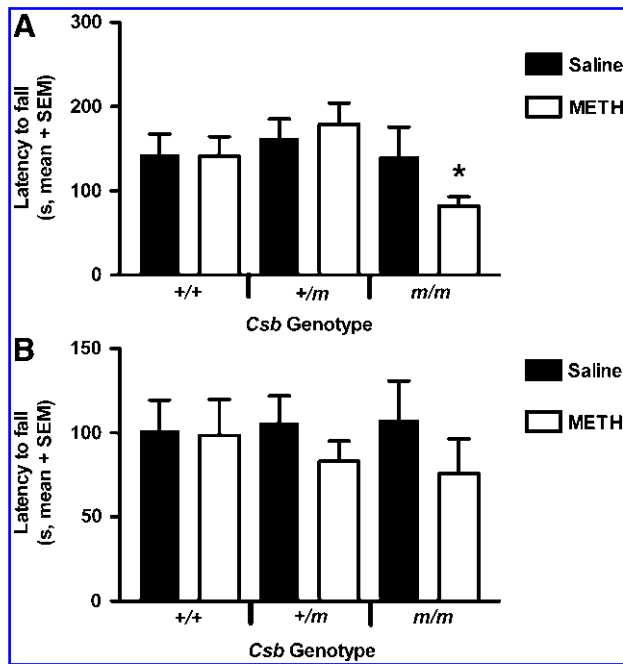 A
Latency to fall
(s, mean + SEM)
300
200
100
0
*
Saline
METH
+/+
+/m
m/m
Csb Genotype
B
Latency to fall
(s, mean + SEM)
150
100
50
0
Saline
METH
+/+
+/m
m/m
Csb Genotype